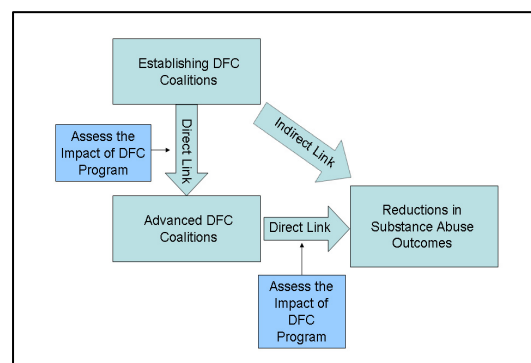 Establishing DFC
Coalitions
Direct Link
Indirect Link
Assess the
Impact of DFC
Program
Advanced DFC
Coalitions
Direct Link
Reductions in
Substance Abuse
Outcomes
Assess the
Impact of
DFC
Program